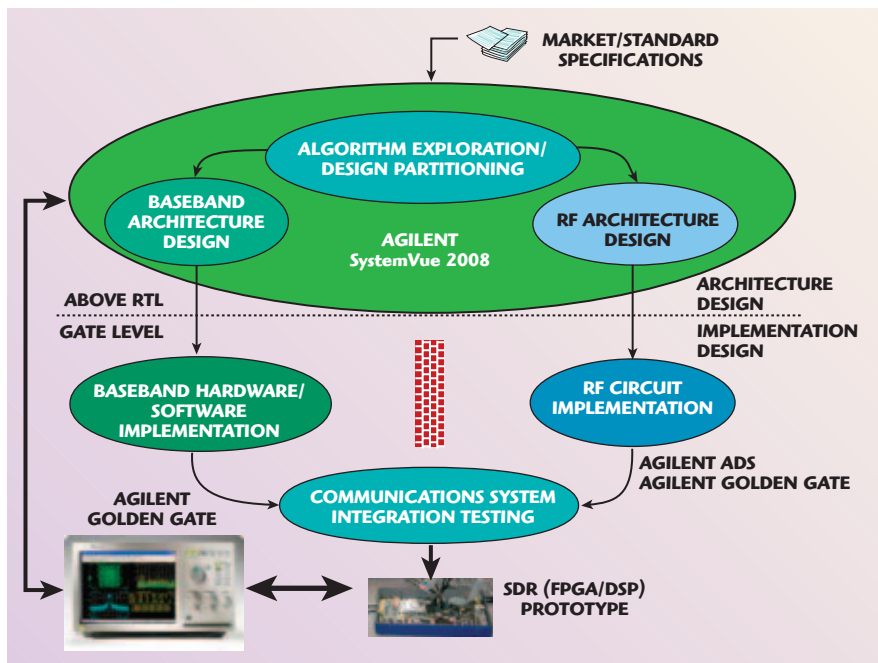 MARKET/STANDARD
SPECIFICATIONS
ALGORITHM EXPLORATION/
DESIGN PARTITIONING
BASEBAND
ARCHITECTURE
DESIGN
RF ARCHITECTURE
DESIGN
AGILENT
SystemVue 2008
ABOVE RTL
ARCHITECTURE
DESIGN
GATE LEVEL
IMPLEMENTATION
DESIGN
BASEBAND HARDWARE/
SOFTWARE
IMPLEMENTATION
RF CIRCUIT
IMPLEMENTATION
AGILENT ADS
AGILENT GOLDEN GATE
AGILENT
GOLDEN GATE
COMMUNICATIONS SYSTEM
INTEGRATION TESTING
SDR (FPGA/DSP)
PROTOTYPE